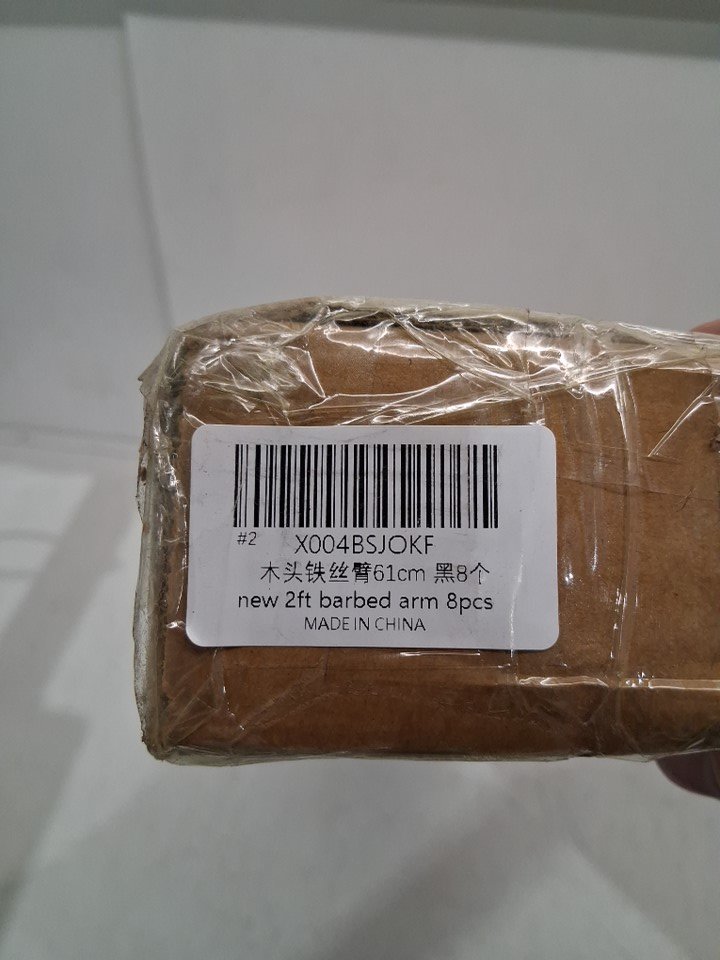 #2 X004BSJOKF
木头铁丝臂61cm 黑8个
new 2ft barbed arm 8pcs
MADE IN CHINA